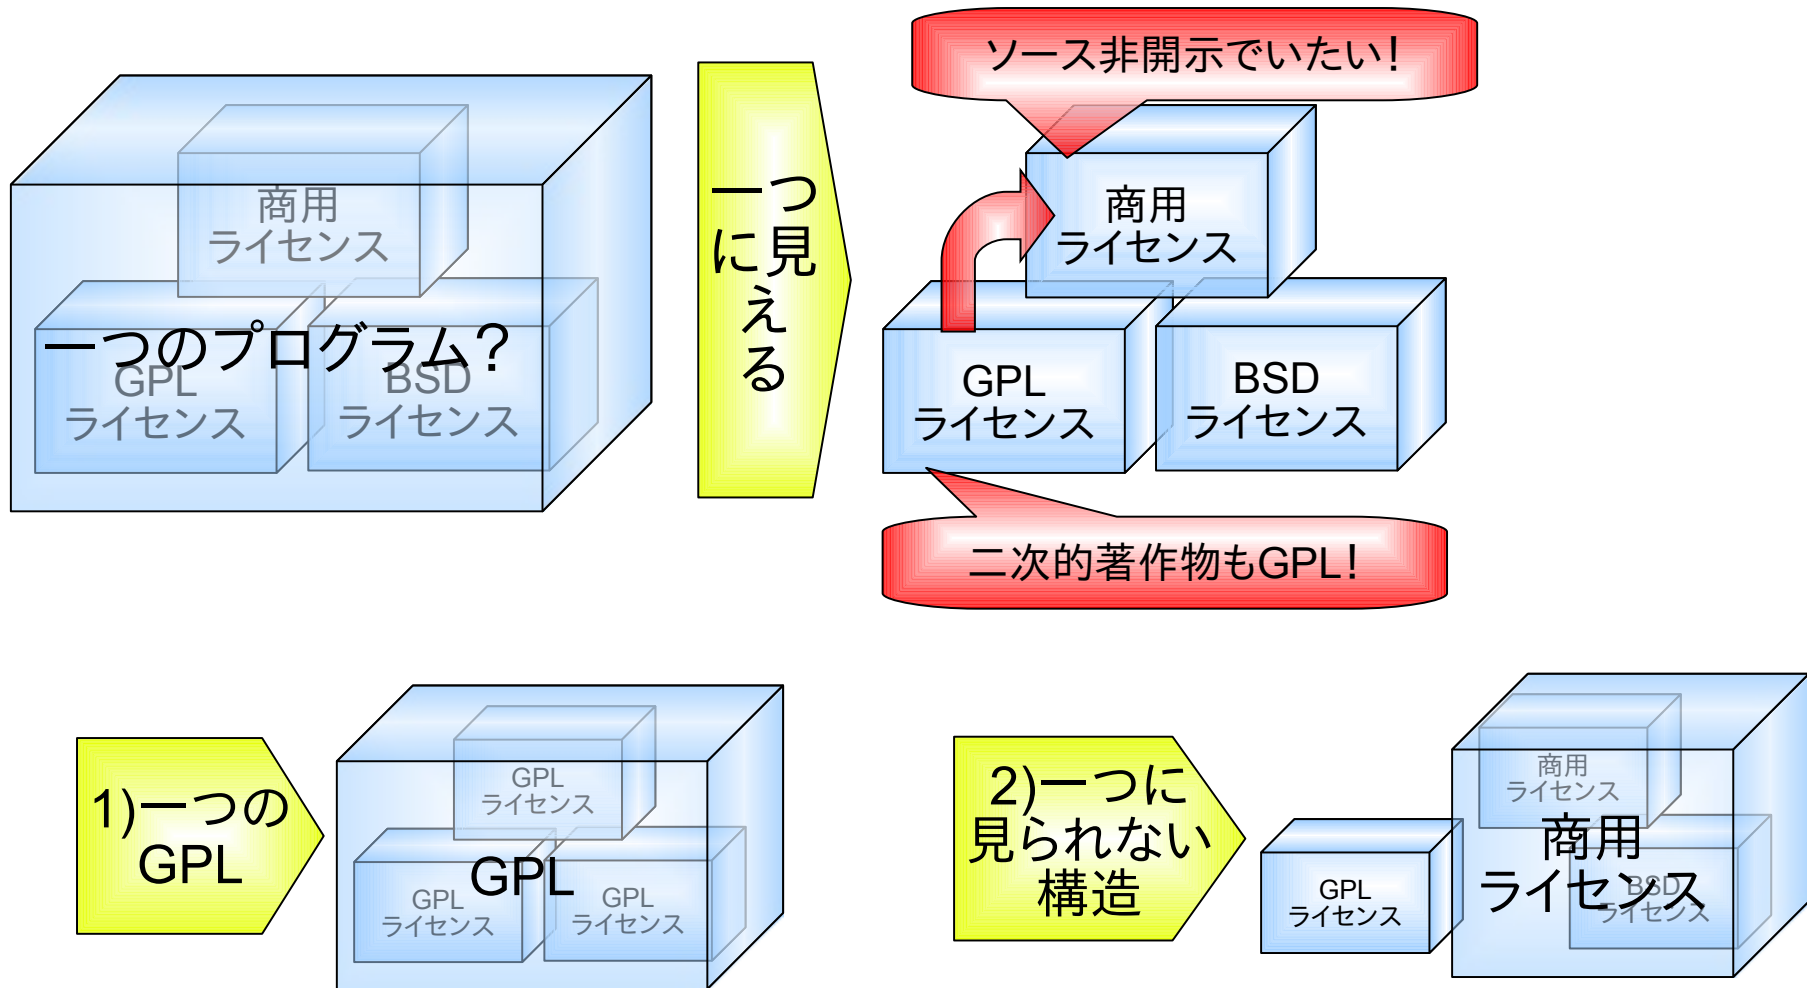 ソース非開示でいたい！
商用
ライセンス
一つのプログラム？
GPL
ライセンス
BSD
ライセンス
一つ
に見
え
る
商用
ライセンス
GPL
ライセンス
BSD
ライセンス
二次的著作物もGPL！
1)一つの
GPL
GPL
ライセンス
GPL
GPL
ライセンス
GPL
ライセンス
2)一つに
見られない
構造
GPL
ライセンス
商用
ライセンス
商用
ライセンス
BSD
ライセンス